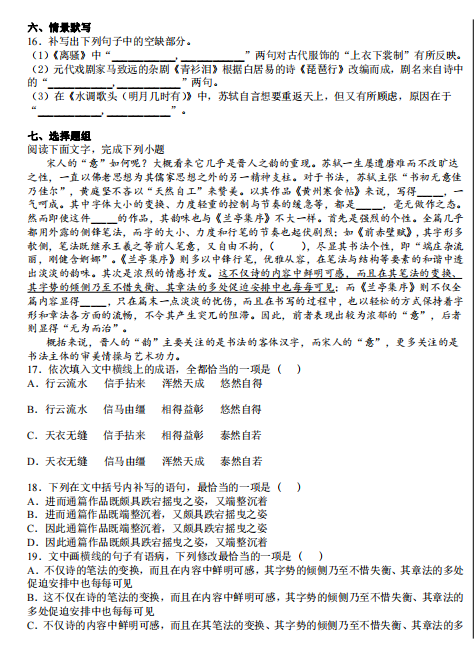 六、情景默写
16．补写出下列句子中的空缺部分。
（1）《离骚》中“____________，____________”两句对古代服饰的“上衣下裳制”有所反映。
（2）元代戏剧家马致远的杂剧《青衫泪》根据白居易的诗《琵琶行》改编而成，剧名来自诗中
的“____________，____________”两句。
（3）在《水调歌头（明月几时有）》中，苏轼自言想要重返天上，但又有所顾虑，原因在于
“____________，____________”。
七、选择题组
阅读下面文字，完成下列小题
宋人的“意”如何呢？大概看来它几乎是晋人之韵的重现。苏轼一生屡遭磨难而不改旷达
之性，一直以佛老思想为其儒家思想之外的另一精神支柱。对于书法，苏轼主张“书初无意佳
乃佳尔”，黄庭坚不吝以“天然自工”来赞美。以其作品《黄州寒食帖》来说，写得____，一
气呵成。其中字体大小的变换、力度轻重的控制与节奏的缓急等，都是____，毫无做作之态。
然而即使这件____的作品，其韵味也与《兰亭集序》不大一样。首先是强烈的个性。全篇几乎
都用外露的侧锋笔法，而字的大小、力度和行笔的节奏也起伏剧烈；如《前赤壁赋》，其字形多
欹侧，笔法既继承王羲之等前人笔意，又自由不拘，（ ），尽显其书法个性，即“端庄杂流
丽，刚健含婀娜”。《兰亭集序》则多以中锋行笔，优雅从容，在笔法与结构等要素的和谐中透
出淡淡的韵味。其次是浓烈的情感抒发。这不仅诗的内容中鲜明可感，而且在其笔法的变换、
其字势的倾侧乃至不惜失衡、其章法的多处促迫安排中也每每可见；而《兰亭集序》则不仅全
篇内容显得____，只在篇末一点淡淡的忧伤，而且在书写的过程中，也以轻松的方式保持着字
形和章法各方面的流畅，不令其产生突兀的阻滞。因此，前者表现出较为浓郁的“意”，后者
则显得“无为而治”。
概括来说，晋人的“韵”主要关注的是书法的客体汉字，而宋人的“意”，更多关注的是
书法主体的审美情操与艺术功力。
17．依次填入文中横线上的成语，全都恰当的一项是（ ）
A．行云流水 信手拈来 浑然天成 悠然自得
B．行云流水 信马由缰 相得益彰 悠然自得
C．天衣无缝 信手拈来 相得益彰 泰然自若
D．天衣无缝 信马由缰 浑然天成 泰然自若
18．下列在文中括号内补写的语句，最恰当的一项是（ ）
A．进而通篇作品既颇具跌宕摇曳之姿，又端整沉着
B．进而通篇作品既端整沉着，又颇具跌宕摇曳之姿
C．因此通篇作品既端整沉着，又颇具跌宕摇曳之姿
D．因此通篇作品既颇具跌宕摇曳之姿，又端整沉着
19．文中画横线的句子有语病，下列修改最恰当的一项是（ ）
A．不仅诗的笔法的变换，而且在内容中鲜明可感，其字势的倾侧乃至不惜失衡、其章法的多处
促迫安排中也每每可见
B．这不仅在诗的笔法的变换，而且在内容中鲜明可感，其字势的倾侧乃至不惜失衡、其章法的
多处促迫安排中也每每可见
C．不仅诗的内容中鲜明可感，而且在其笔法的变换、其字势的倾侧乃至不惜失衡、其章法的多